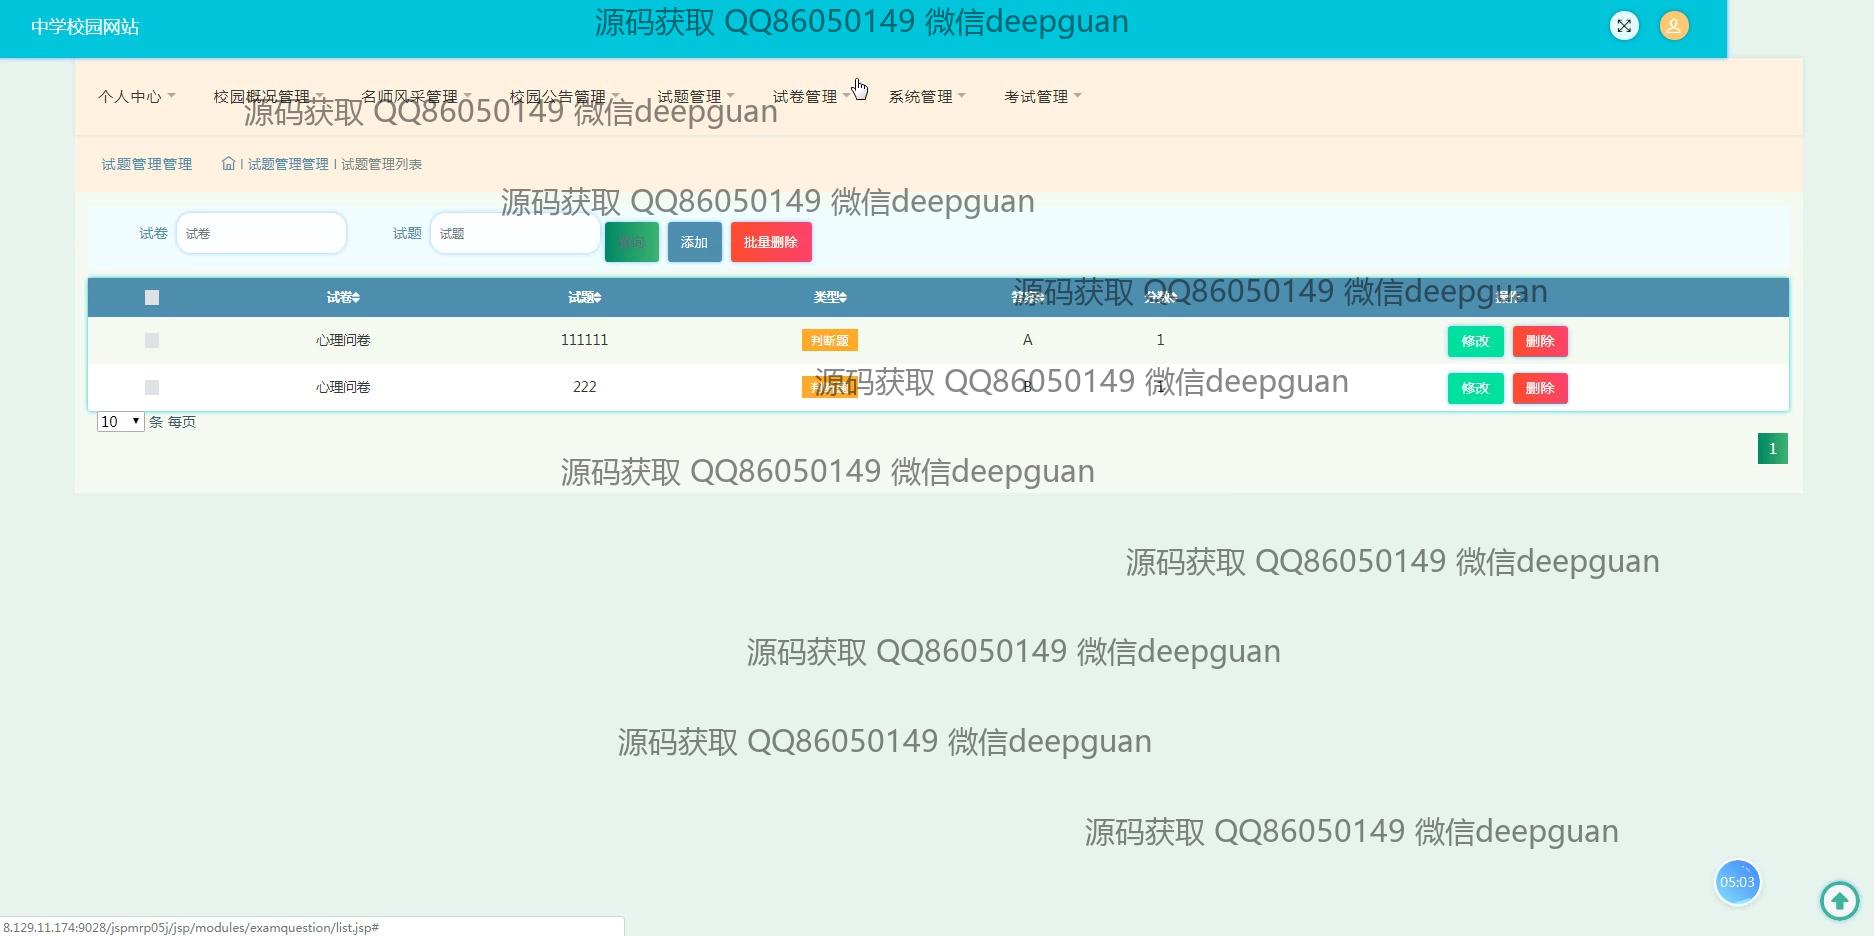 中学校园网站
源码获取 QQ86050149 微信deepguan
个人中心 校园概况管理 名师风采管理 校园公告管理 试题管理 试卷管理 系统管理 考试管理
源码获取 QQ86050149 微信deepguan
试题管理管理 试题管理管理 试题管理列表
源码获取 QQ86050149 微信deepguan
试卷 试卷 试题 试题 查询 添加 批量删除
试卷 试题 类型 答案 分数 操作
源码获取 QQ86050149 微信deepguan
心理问卷 111111 判断题 A 1 修改 删除
心理问卷 222 判断题 B 1 修改 删除
源码获取 QQ86050149 微信deepguan
10 条 每页
1
源码获取 QQ86050149 微信deepguan
源码获取 QQ86050149 微信deepguan
源码获取 QQ86050149 微信deepguan
源码获取 QQ86050149 微信deepguan
源码获取 QQ86050149 微信deepguan
05:03
8.129.11.174:9028/jspmrp05j/jsp/modules/examquestion/list.jsp#